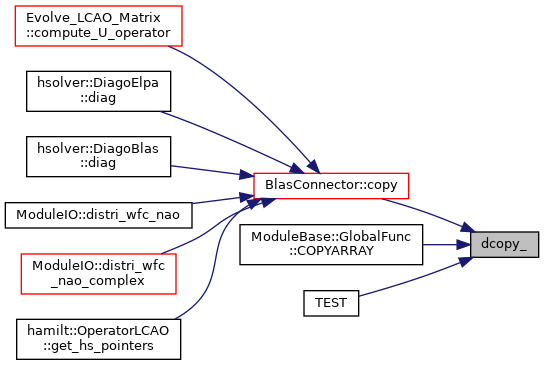 Evolve_LCAO_Matrix
::compute_U_operator
hsolver::DiagoElpa
::diag
hsolver::DiagoBlas
::diag
BlasConnector::copy
ModuleIO::distri_wfc_nao
ModuleBase::GlobalFunc
::COPYARRAY
dcopy_
ModuleIO::distri_wfc
_nao_complex
TEST
hamilt::OperatorLCAO
::get_hs_pointers